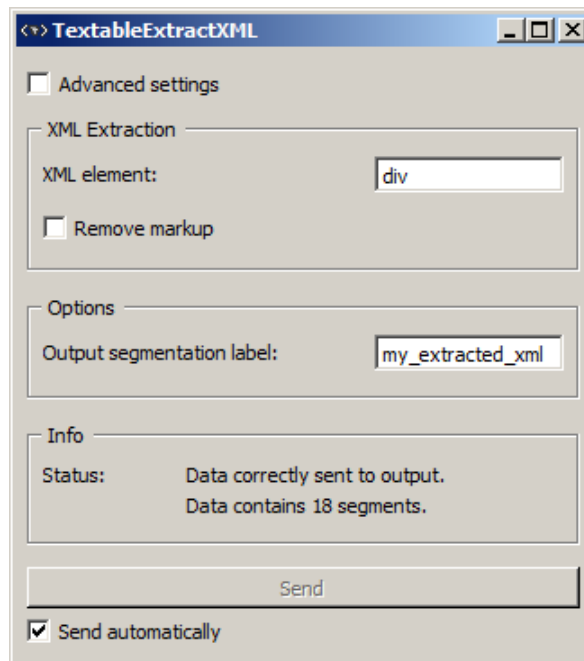 TextableExtractXML
Advanced settings
XML Extraction
XML element: div
Remove markup
Options
Output segmentation label: my_extracted_xml
Info
Status: Data correctly sent to output.
Data contains 18 segments.
Send
Send automatically